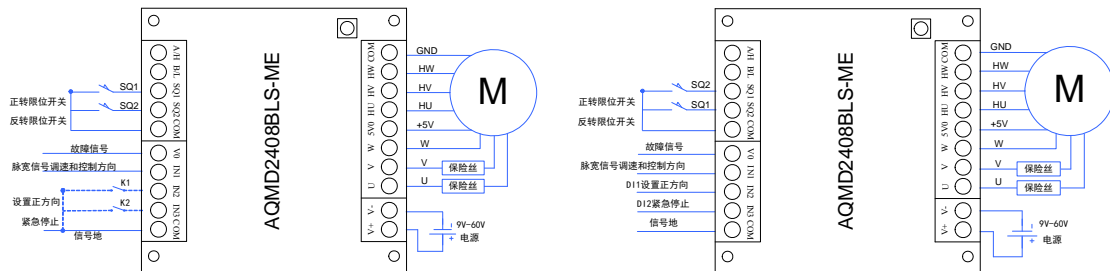 A/H
B/L
SQ1
SQ2
COM
V0
IN1
IN2
IN3
COM
AQMD2408BLS-ME
COM
HW
HV
HU
5V0
W
V
U
V-
V+
SQ1
SQ2
正转限位开关
反转限位开关
故障信号
脉宽信号调速和控制方向
K1
设置正方向
K2
紧急停止
信号地
GND
HW
HV
HU
+5V
W
V
保险丝
U
保险丝
M
9V-60V
电源
A/H
B/L
SQ1
SQ2
COM
V0
IN1
IN2
IN3
COM
AQMD2408BLS-ME
COM
HW
HV
HU
5V0
W
V
U
V-
V+
SQ2
SQ1
正转限位开关
反转限位开关
故障信号
脉宽信号调速和控制方向
DI1设置正方向
DI2紧急停止
信号地
GND
HW
HV
HU
+5V
W
V
保险丝
U
保险丝
M
9V-60V
电源